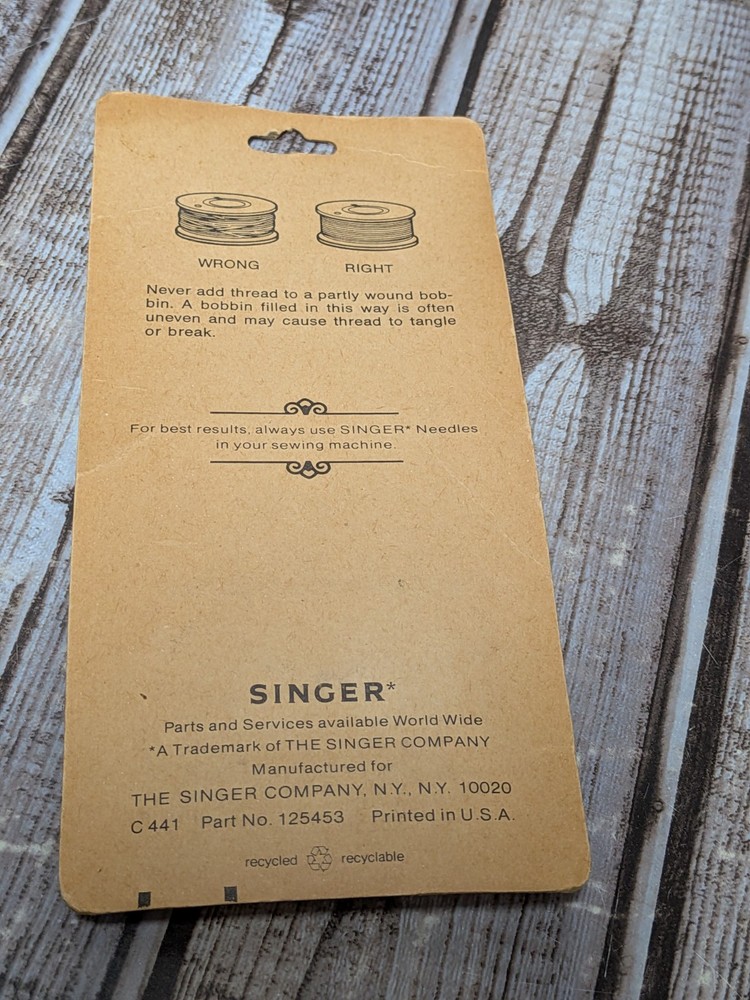 WRONG RIGHT
Never add thread to a partly wound bob-
bin. A bobbin filled in this way is often
uneven and may cause thread to tangle
or break.
For best results, always use SINGER* Needles
in your sewing machine.
SINGER*
Parts and Services available World Wide
*A Trademark of THE SINGER COMPANY
Manufactured for
THE SINGER COMPANY, N.Y., N.Y. 10020
C 441 Part No. 125453 Printed in U.S.A.
recycled recyclable